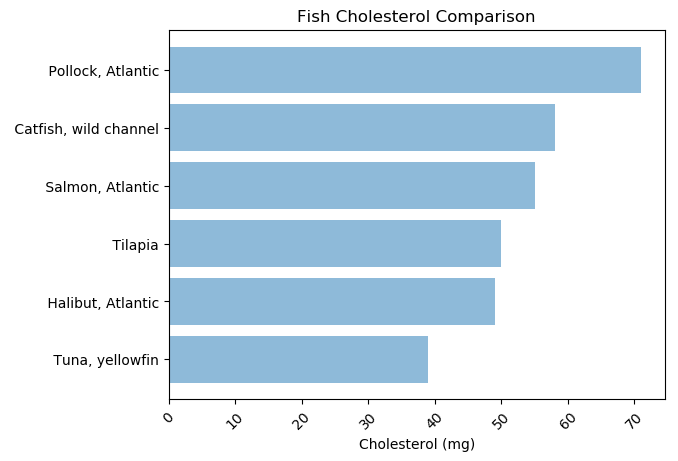 Fish Cholesterol Comparison
Pollock, Atlantic
Catfish, wild channel
Salmon, Atlantic
Tilapia
Halibut, Atlantic
Tuna, yellowfin
0 10 20 30 40 50 60 70
Cholesterol (mg)